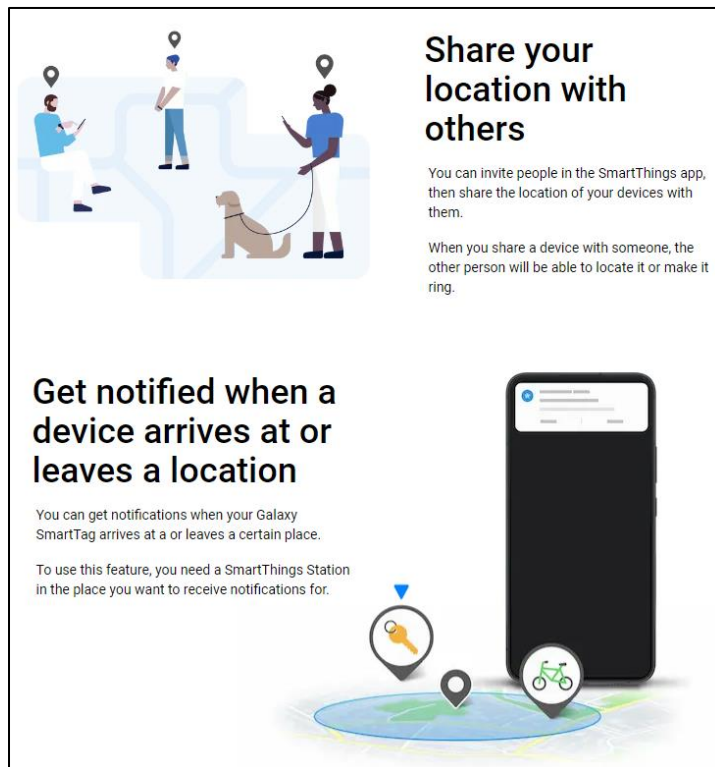 Share your
location with
others
You can invite people in the SmartThings app,
then share the location of your devices with
them.
When you share a device with someone, the
other person will be able to locate it or make it
ring.
Get notified when a
device arrives at or
leaves a location
You can get notifications when your Galaxy
SmartTag arrives at a or leaves a certain place.
To use this feature, you need a SmartThings Station
in the place you want to receive notifications for.